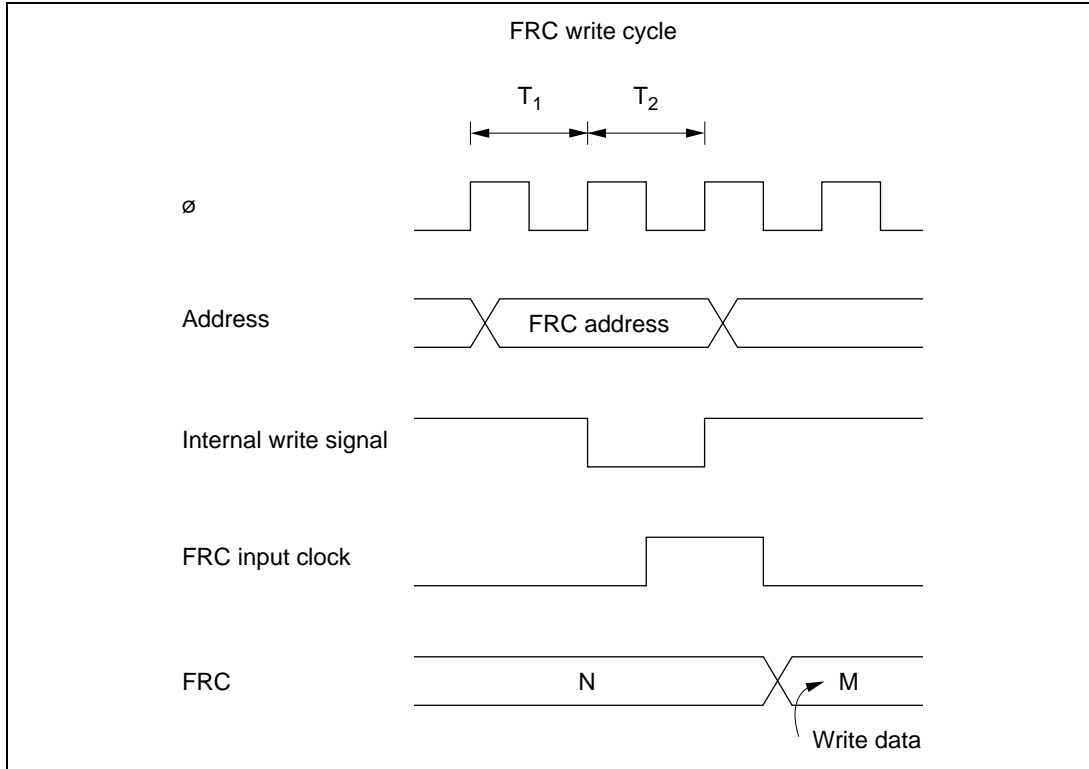 FRC write cycle
T1 T2
ø
Address
FRC address
Internal write signal
FRC input clock
FRC
N
M
Write data